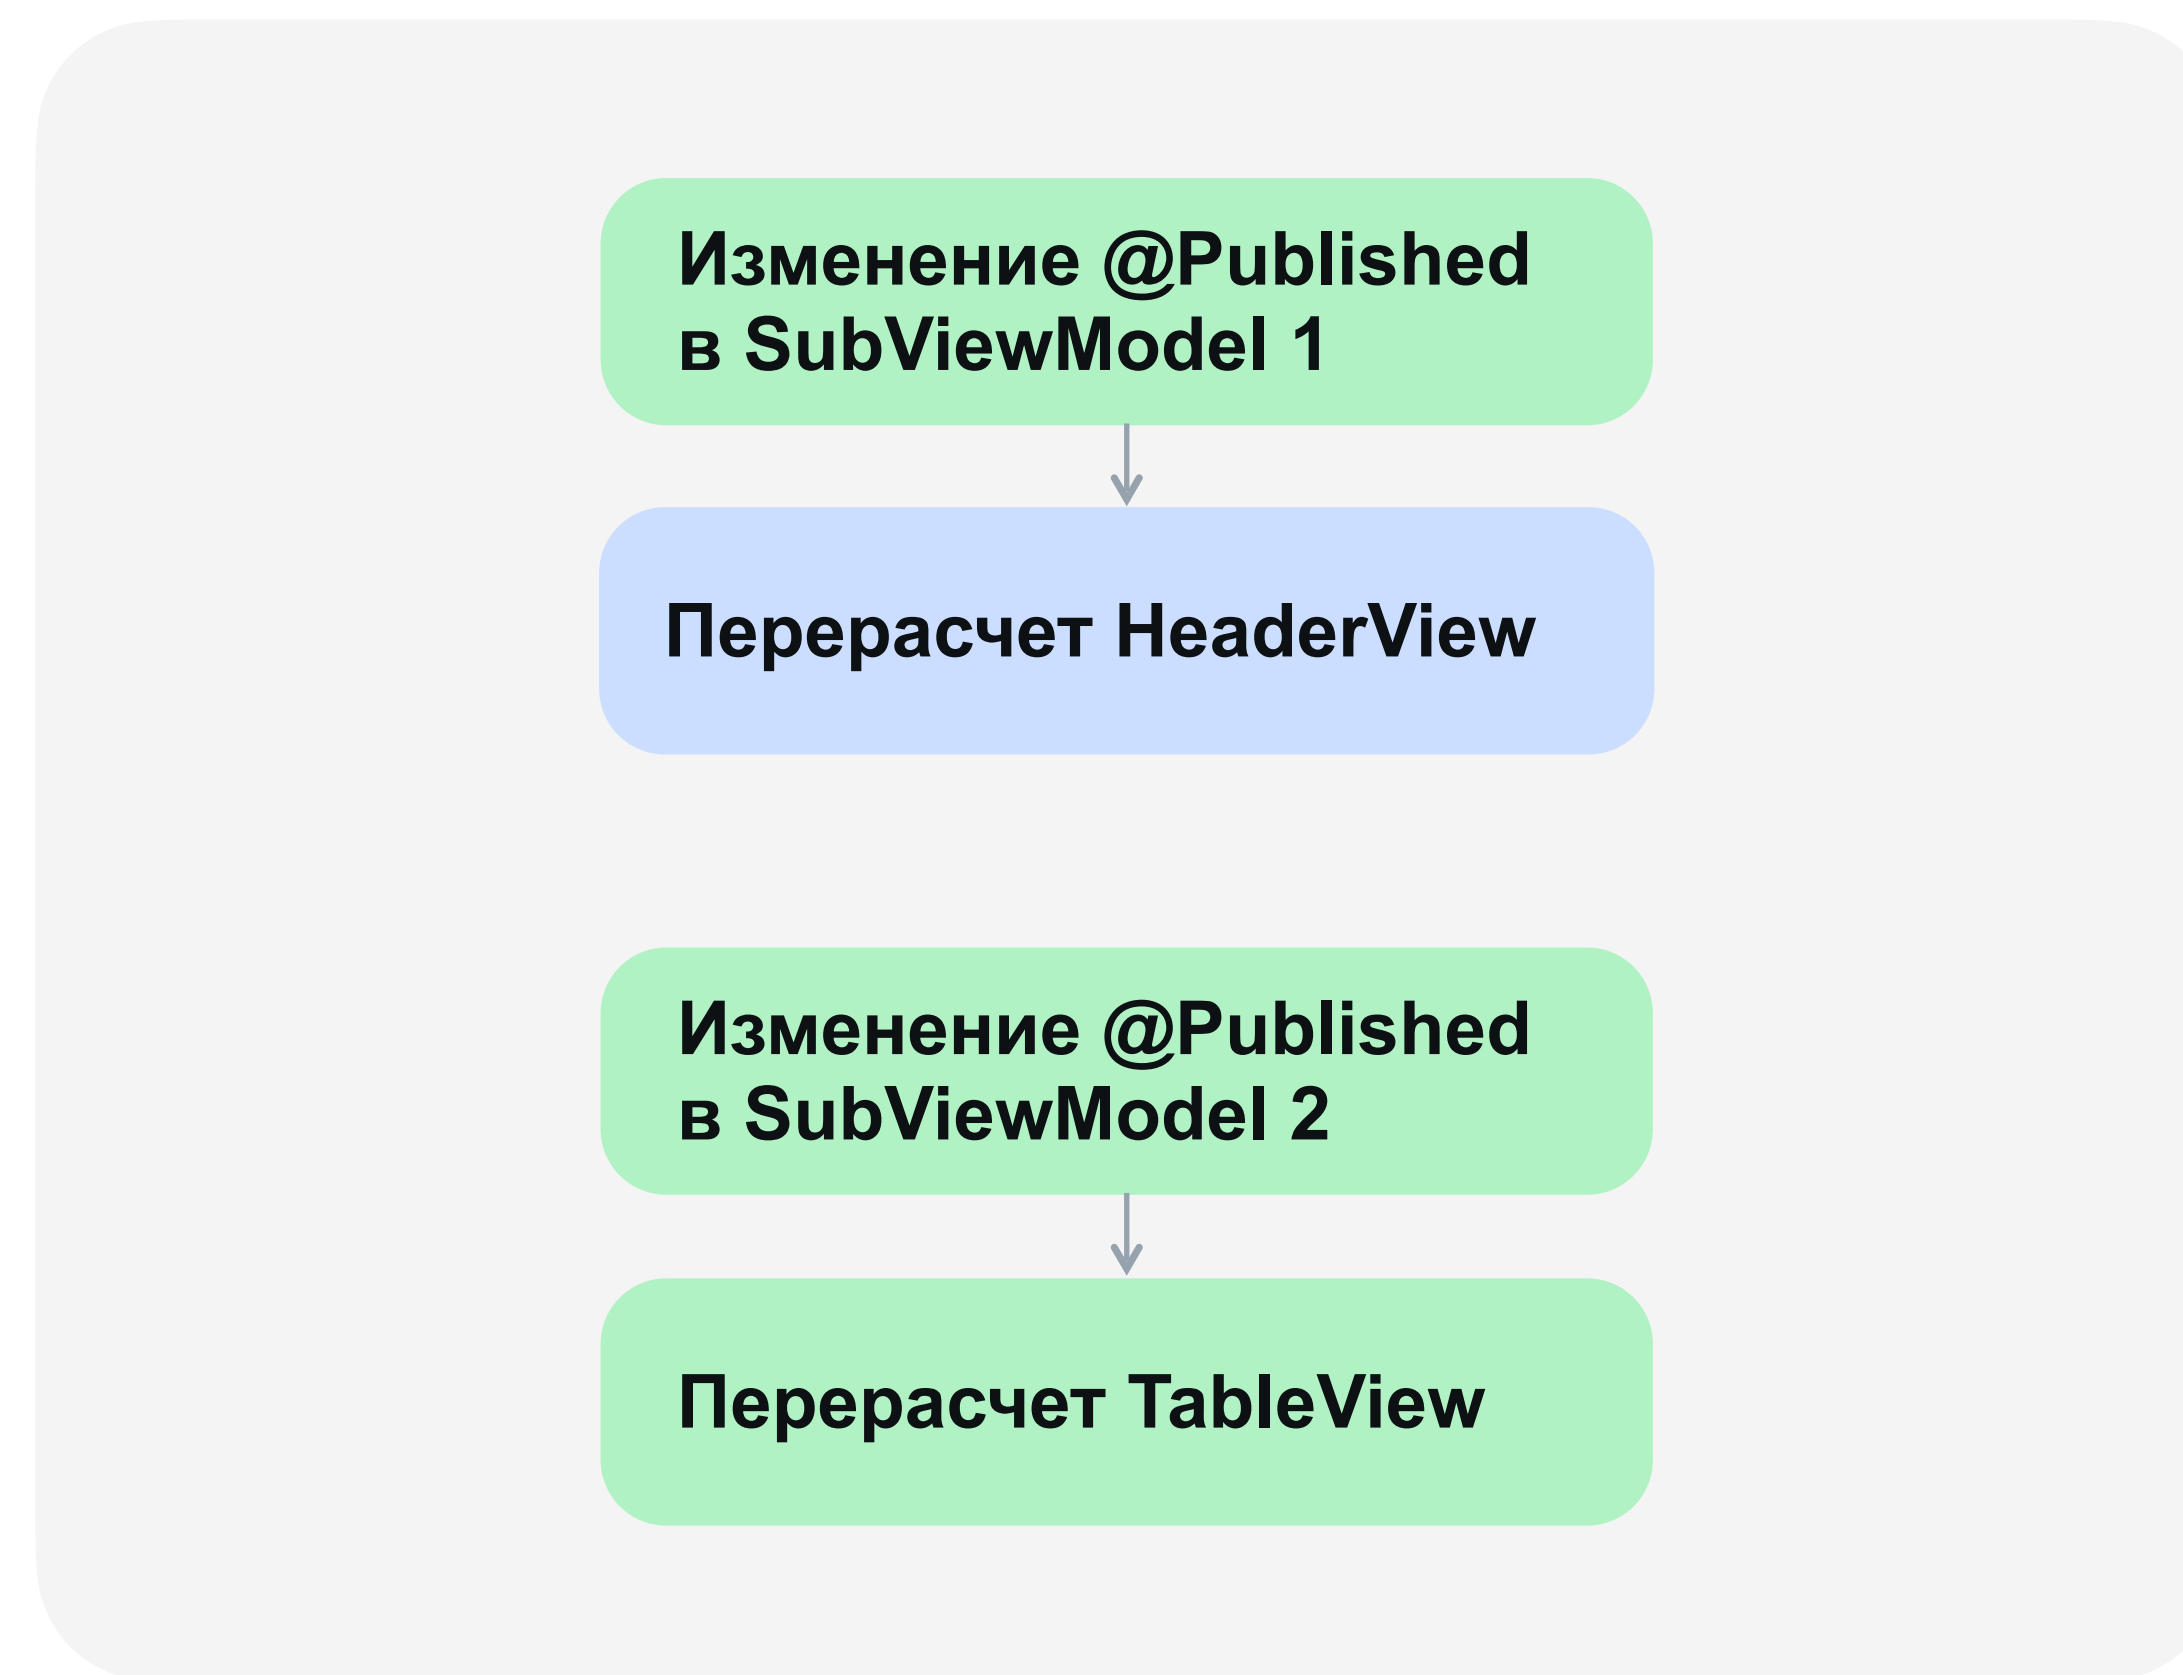 Изменение @Published
в SubViewModel 1
Перерасчет HeaderView
Изменение @Published
в SubViewModel 2
Перерасчет TableView